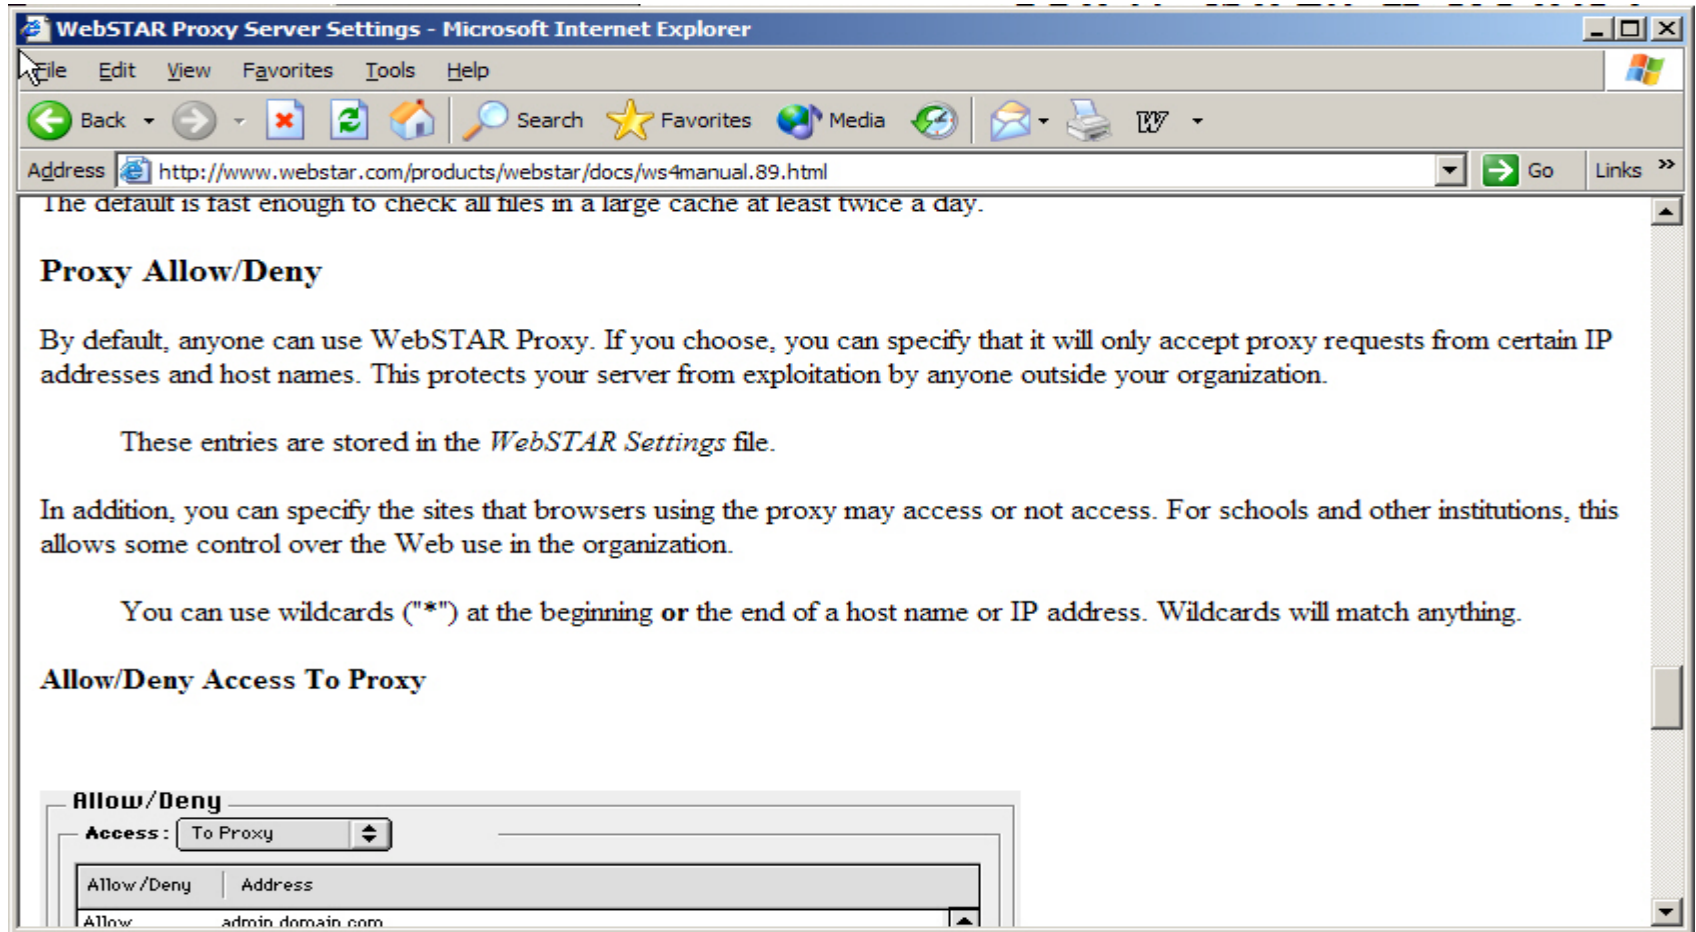 WebSTAR Proxy Server Settings - Microsoft Internet Explorer
File Edit View Favorites Tools Help
Back Search Favorites Media W
Address http://www.webstar.com/products/webstar/docs/ws4manual.89.html Go Links »
The default is fast enough to check all files in a large cache at least twice a day.
Proxy Allow/Deny
By default, anyone can use WebSTAR Proxy. If you choose, you can specify that it will only accept proxy requests from certain IP
addresses and host names. This protects your server from exploitation by anyone outside your organization.
These entries are stored in the WebSTAR Settings file.
In addition, you can specify the sites that browsers using the proxy may access or not access. For schools and other institutions, this
allows some control over the Web use in the organization.
You can use wildcards ("*") at the beginning or the end of a host name or IP address. Wildcards will match anything.
Allow/Deny Access To Proxy
Allow/Deny
Access: To Proxy
Allow/Deny Address
Allow admin.domain.com